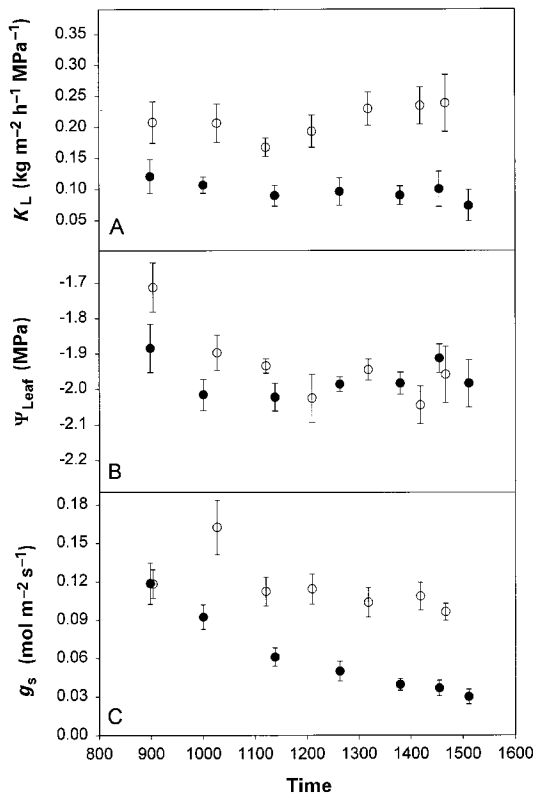 0.35
0.30
0.25
0.20
0.15
0.10
0.05
K_L (kg m⁻² h⁻¹ MPa⁻¹)
A
-1.7
-1.8
-1.9
-2.0
-2.1
-2.2
Ψ_Leaf (MPa)
B
0.18
0.15
0.12
0.09
0.06
0.03
0.00
g_s (mol m⁻² s⁻¹)
C
800 900 1000 1100 1200 1300 1400 1500 1600
Time